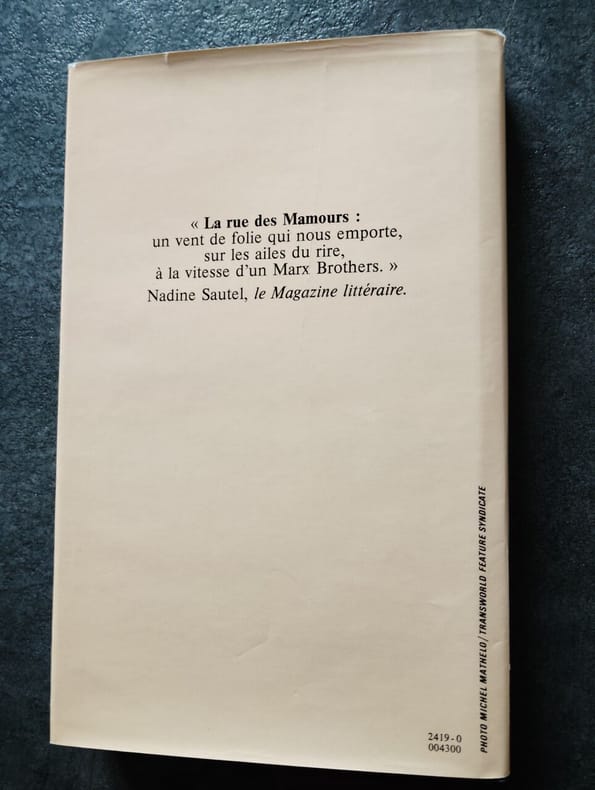 « La rue des Mamours :
un vent de folie qui nous emporte,
sur les ailes du rire,
à la vitesse d'un Marx Brothers. »
Nadine Sautel, le Magazine littéraire.
PHOTO MICHEL MATHELO/TRANSWORLD FEATURE SYNDICATE
2419-0
004300